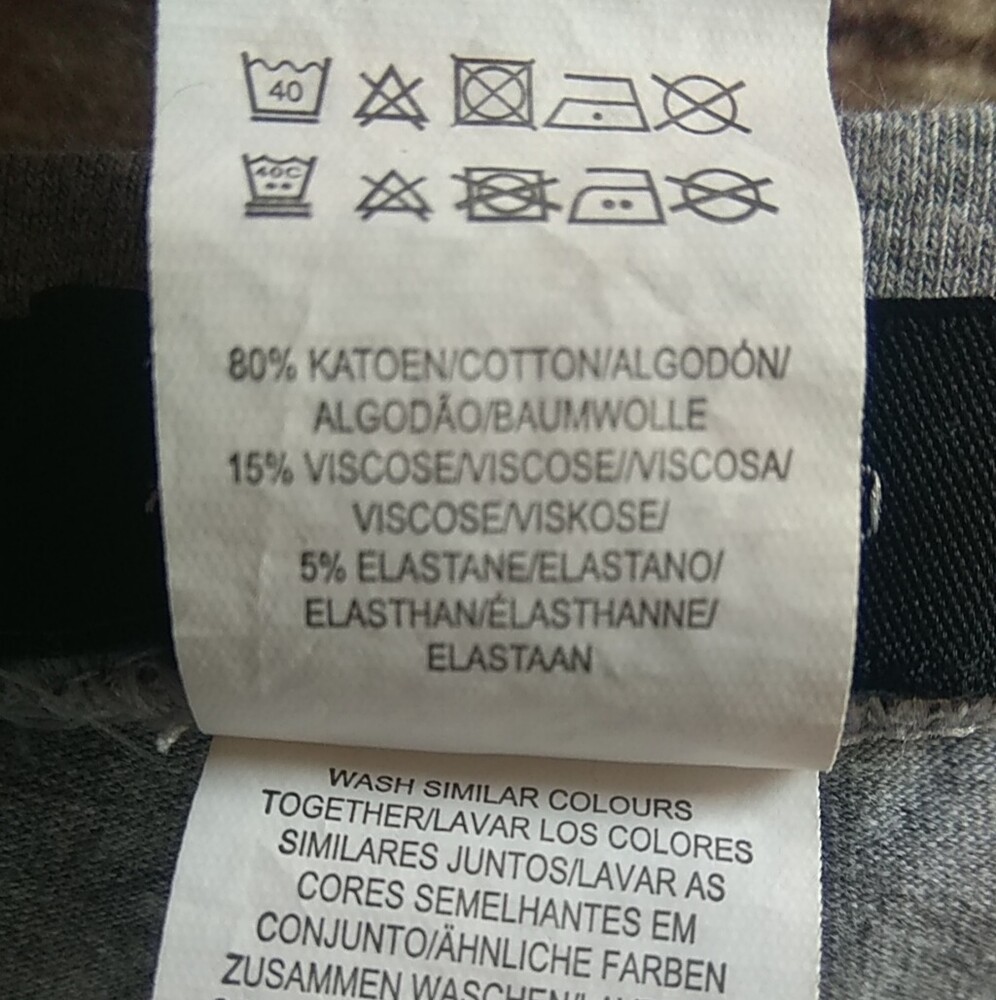 40
40C
80% KATOEN/COTTON/ALGODÓN/
ALGODÃO/BAUMWOLLE
15% VISCOSE/VISCOSE//VISCOSA/
VISCOSE/VISKOSE/
5% ELASTANE/ELASTANO/
ELASTHAN/ÉLASTHANNE/
ELASTAAN
WASH SIMILAR COLOURS
TOGETHER/LAVAR LOS COLORES
SIMILARES JUNTOS/LAVAR AS
CORES SEMELHANTES EM
CONJUNTO/ÄHNLICHE FARBEN
ZUSAMMEN WASCHEN/